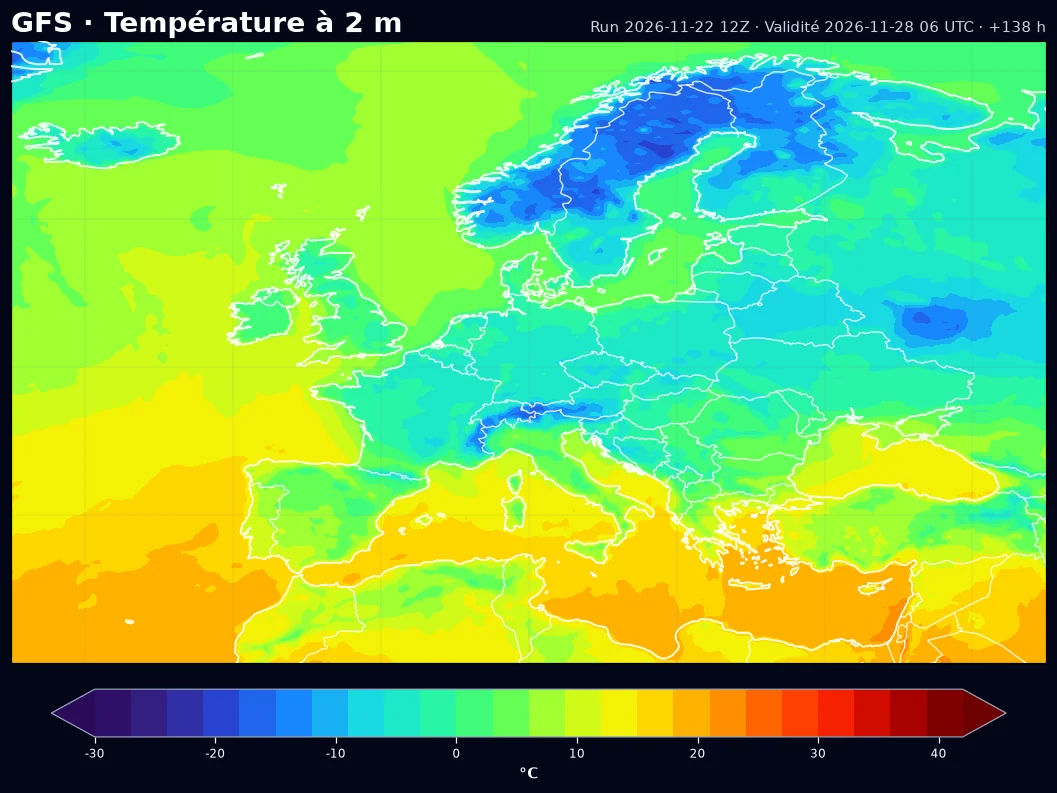 GFS · Température à 2 m
Run 2026-11-22 12Z · Validité 2026-11-28 06 UTC · +138 h
-30 -20 -10 0 10 20 30 40
°C